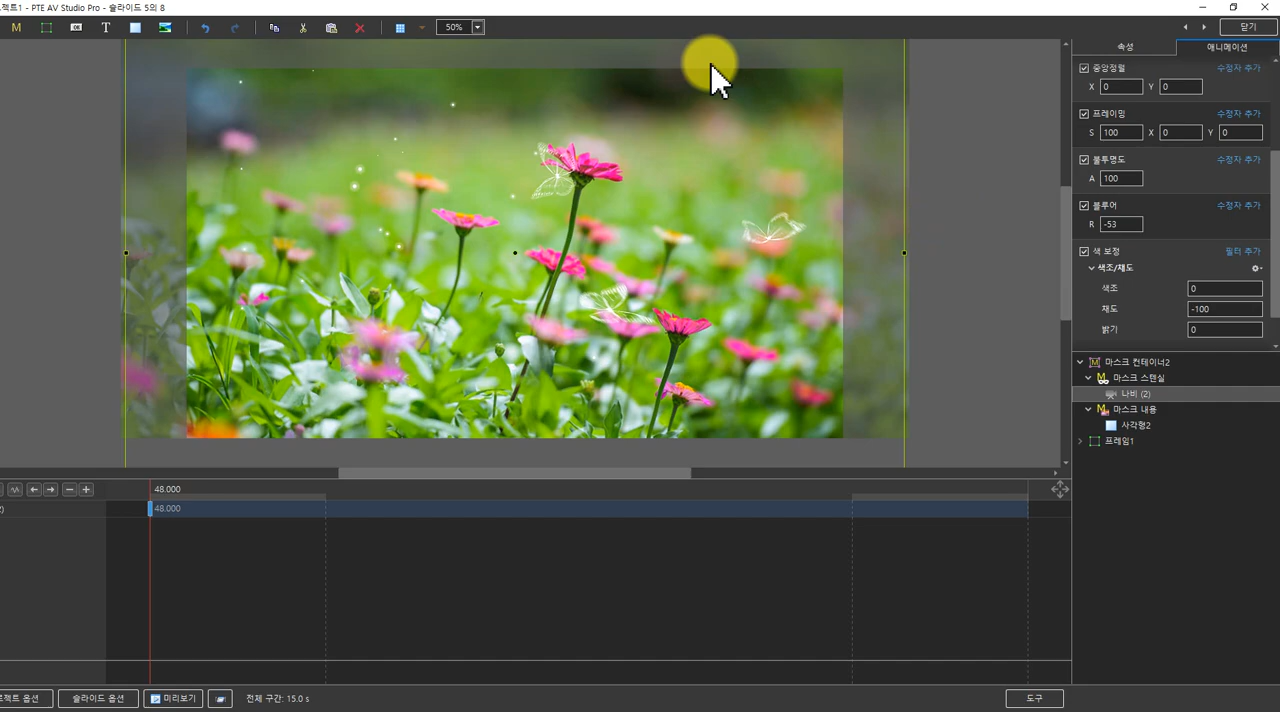 로젝트1 - PTE AV Studio Pro - 슬라이드 5의 8
M OK T 50% 닫기
속성 애니메이션
중앙정렬 수정자 추가
X 0 Y 0
프레이밍 수정자 추가
S 100 X 0 Y 0
불투명도 수정자 추가
A 100
블루어 수정자 추가
R -53
색 보정 필터 추가
색조/채도
색조 0
채도 -100
밝기 0
마스크 컨테이너2
마스크 스텐실
나비 (2)
마스크 내용
사각형2
프레임1
48.000
2) 48.000
로젝트 옵션 슬라이드 옵션 미리보기 전체 구간: 15.0 s 도구